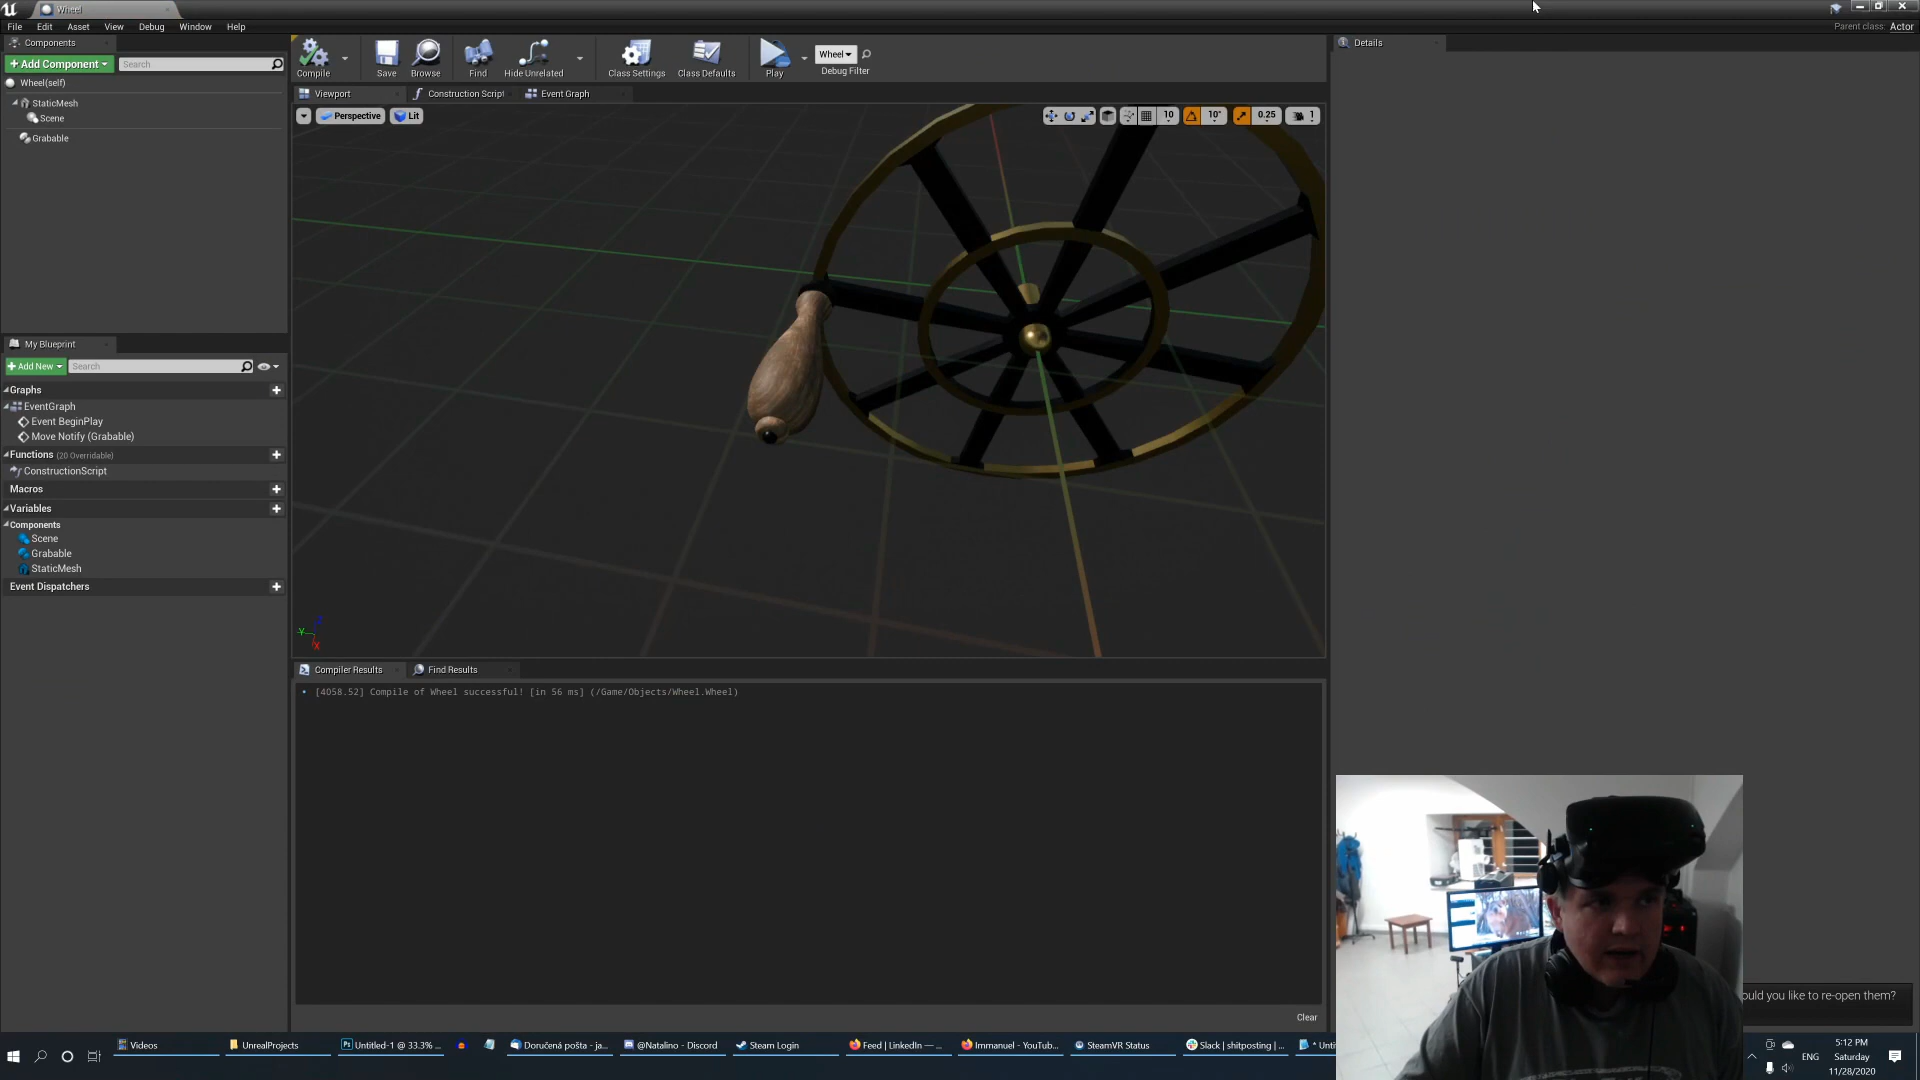 Wheel
File Edit Asset View Debug Window Help
Parent class: Actor
Components
+ Add Component
Search
Wheel(self)
StaticMesh
Scene
Grabable
Compile
Save
Browse
Find
Hide Unrelated
Class Settings
Class Defaults
Play
Wheel
Debug Filter
Details
Viewport
Construction Script
Event Graph
Perspective
Lit
10
10°
0.25
1
My Blueprint
+ Add New
Search
Graphs
EventGraph
Event BeginPlay
Move Notify (Grabable)
Functions (20 Overridable)
ConstructionScript
Macros
Variables
Components
Scene
Grabable
StaticMesh
Event Dispatchers
Y
X
Compiler Results
Find Results
[4058.52] Compile of Wheel successful! [in 56 ms] (/Game/Objects/Wheel.Wheel)
Clear
ould you like to re-open them?
Videos
UnrealProjects
Untitled-1 @ 33.3% ...
Doručená pošta - ja...
@Natalino - Discord
Steam Login
Feed | LinkedIn — ...
Immanuel - YouTub...
SteamVR Status
Slack | shitposting | ...
* Unti
ENG
5:12 PM
Saturday
11/28/2020